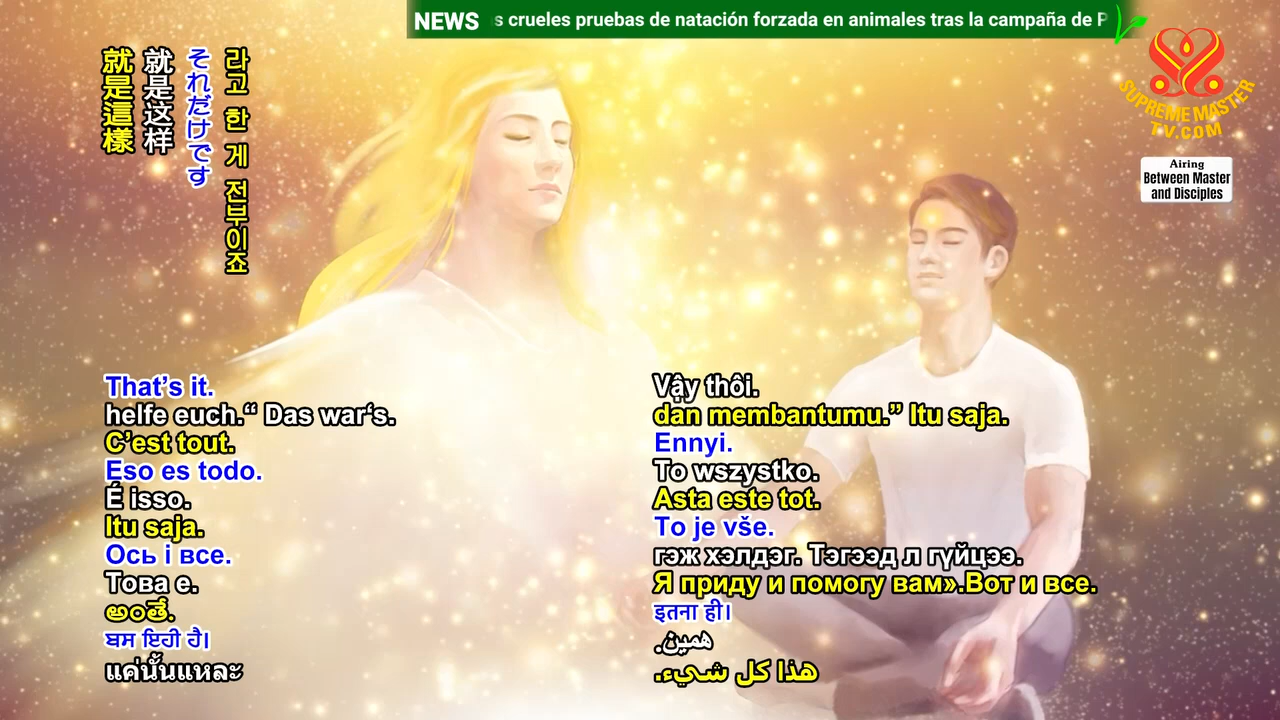 NEWS s crueles pruebas de natación forzada en animales tras la campaña de P
SUPREME MASTER
TV.COM
Airing
Between Master
and Disciples
라고 한 게 전부이죠
それだけです
就是这样
就是這樣
That’s it.
helfe euch.“ Das war‘s.
C’est tout.
Eso es todo.
É isso.
Itu saja.
Ось і все.
Това е.
అంతే.
ਬਸ ਇਹੀ ਹੈ।
แค่นั้นแหละ
Vậy thôi.
dan membantumu.” Itu saja.
Ennyi.
To wszystko.
Asta este tot.
To je vše.
гэж хэлдэг. Тэгээд л гүйцээ.
Я приду и помогу вам».Вот и все.
इतना ही।
همین.
هذا كل شيء.